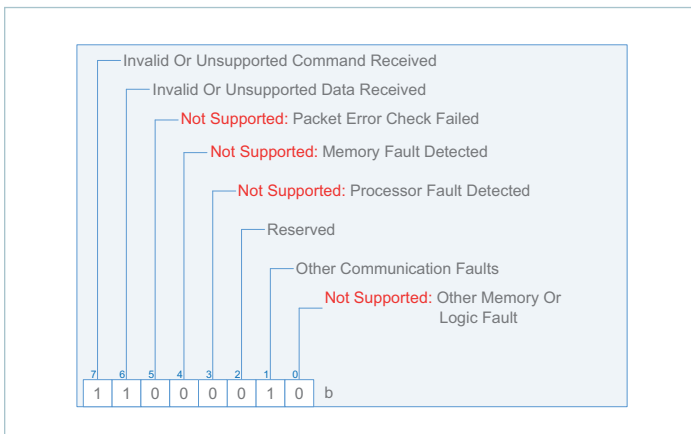 Invalid Or Unsupported Command Received
Invalid Or Unsupported Data Received
Not Supported: Packet Error Check Failed
Not Supported: Memory Fault Detected
Not Supported: Processor Fault Detected
Reserved
Other Communication Faults
Not Supported: Other Memory Or
Logic Fault
7 6 5 4 3 2 1 0
1 1 0 0 0 0 1 0 b